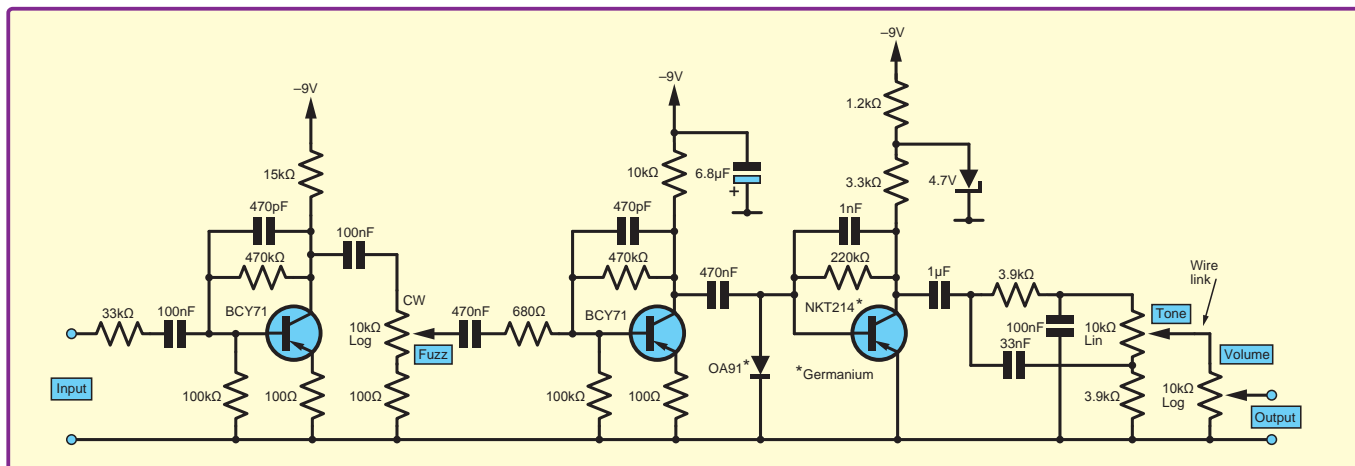 –9V
–9V
–9V
1.2kΩ
15kΩ
10kΩ
6.8µF
+
3.3kΩ
4.7V
470pF
100nF
470kΩ
470pF
470kΩ
470nF
1nF
220kΩ
1µF
3.9kΩ
Wire
link
33kΩ
100nF
BCY71
CW
10kΩ
Log
Fuzz
470nF
680Ω
BCY71
NKT214*
100nF
10kΩ
Lin
Tone
Volume
33nF
OA91*
*Germanium
Input
100kΩ
100Ω
100Ω
100kΩ
100Ω
3.9kΩ
10kΩ
Log
Output